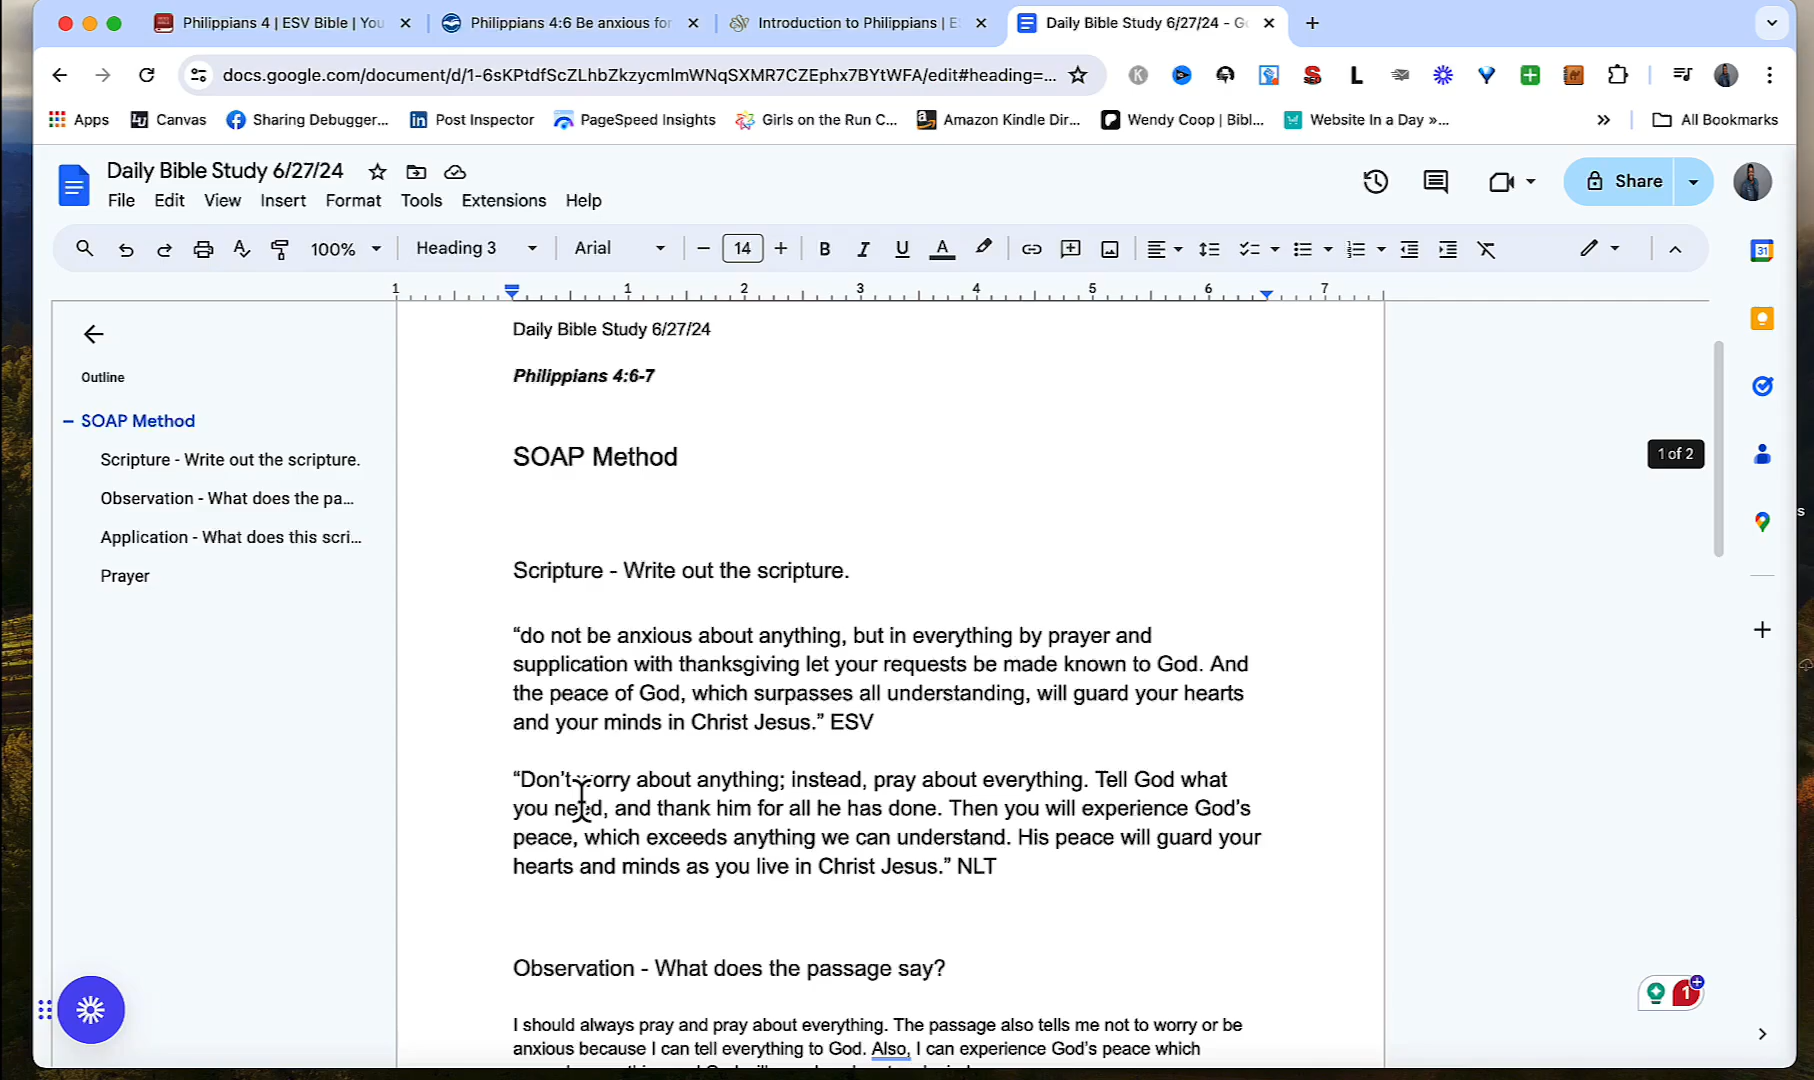 Philippians 4 | ESV Bible | You
Philippians 4:6 Be anxious for
Introduction to Philippians | E
Daily Bible Study 6/27/24 - Go
docs.google.com/document/d/1-6sKPtdfScZLhbZkzycmlmWNqSXMR7CZEphx7BYtWFA/edit#heading=...
Apps
Canvas
Sharing Debugger...
Post Inspector
PageSpeed Insights
Girls on the Run C...
Amazon Kindle Dir...
Wendy Coop | Bibl...
Website In a Day »...
»
All Bookmarks
Daily Bible Study 6/27/24
File Edit View Insert Format Tools Extensions Help
Share
100%
Heading 3
Arial
14
B I U A
31
1 1 2 3 4 5 6 7
Outline
SOAP Method
Scripture - Write out the scripture.
Observation - What does the pa...
Application - What does this scri...
Prayer
Daily Bible Study 6/27/24
Philippians 4:6-7
SOAP Method
Scripture - Write out the scripture.
“do not be anxious about anything, but in everything by prayer and
supplication with thanksgiving let your requests be made known to God. And
the peace of God, which surpasses all understanding, will guard your hearts
and your minds in Christ Jesus.” ESV
“Don’t worry about anything; instead, pray about everything. Tell God what
you need, and thank him for all he has done. Then you will experience God’s
peace, which exceeds anything we can understand. His peace will guard your
hearts and minds as you live in Christ Jesus.” NLT
Observation - What does the passage say?
I should always pray and pray about everything. The passage also tells me not to worry or be
anxious because I can tell everything to God. Also, I can experience God’s peace which
1 of 2
1
s